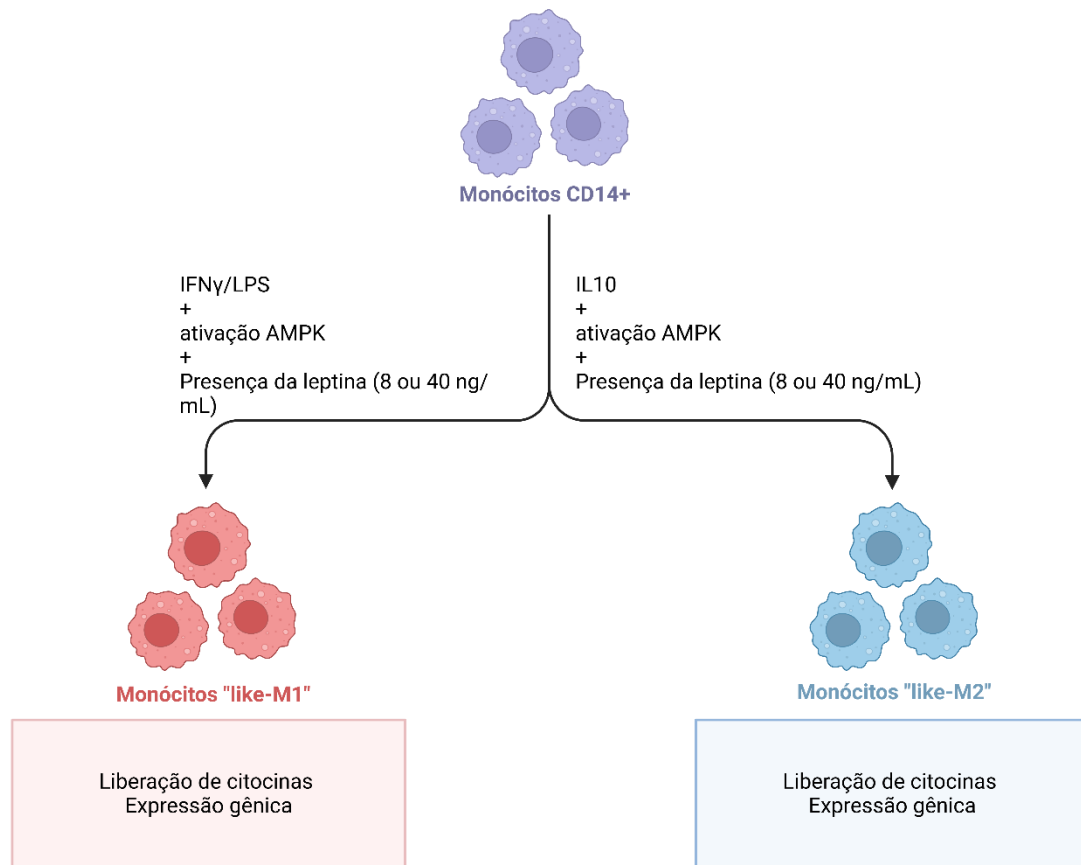 Monócitos CD14+
IFNγ/LPS
+
ativação AMPK
+
Presença da leptina (8 ou 40 ng/
mL)
IL10
+
ativação AMPK
+
Presença da leptina (8 ou 40 ng/mL)
Monócitos "like-M1"
Monócitos "like-M2"
Liberação de citocinas
Expressão gênica
Liberação de citocinas
Expressão gênica